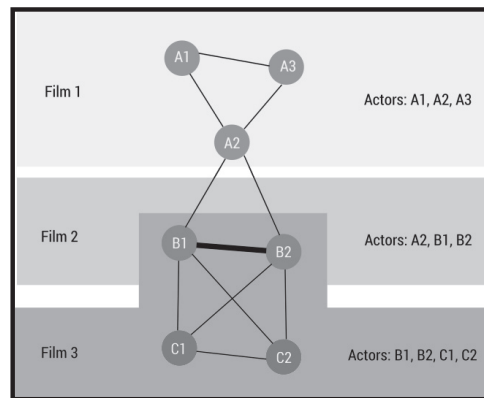 A1
A3
Film 1
Actors: A1, A2, A3
A2
Film 2
Actors: A2, B1, B2
B1
B2
Film 3
C1
C2
Actors: B1, B2, C1, C2